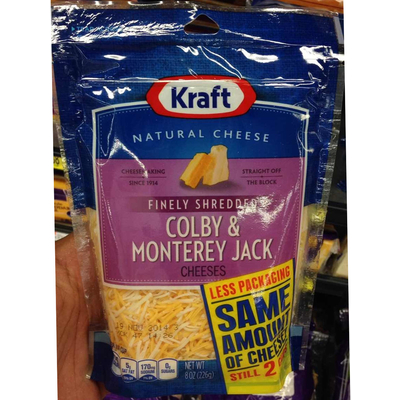 Kraft
NATURAL CHEESE
CHEESEMAKING
SINCE 1914
STRAIGHT OFF
THE BLOCK
FINELY SHREDDED
COLBY &
MONTEREY JACK
CHEESES
LESS PACKAGING
SAME
AMOUNT
OF CHEESE
STILL 2
NET WT
8 OZ (226g)